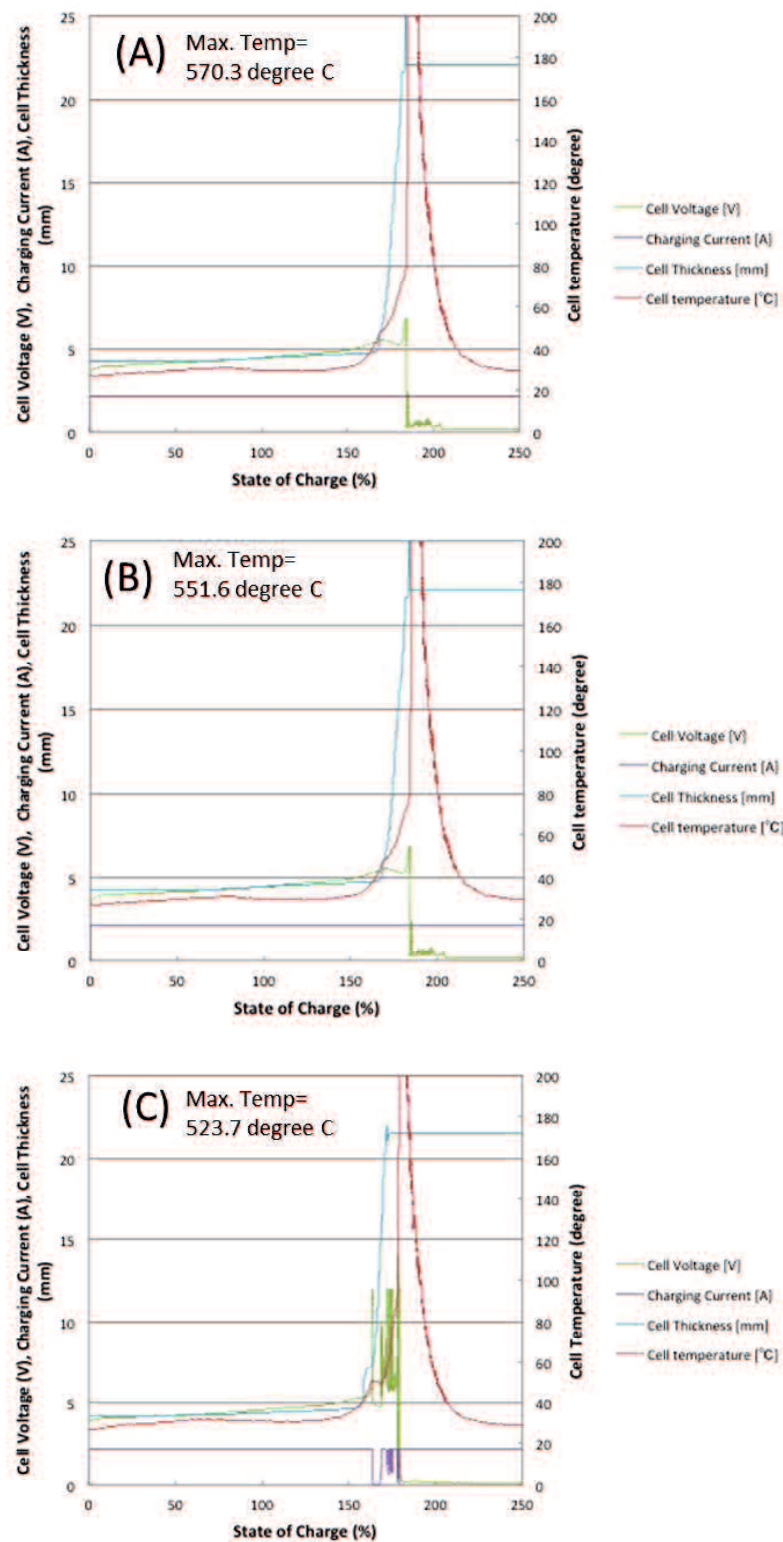 (A)
Max. Temp=
570.3 degree C
Cell Voltage (V), Charging Current (A), Cell Thickness
(mm)
25
20
15
10
5
0
200
180
160
140
120
100
80
60
40
20
0
Cell temperature (degree)
0 50 100 150 200 250
State of Charge (%)
Cell Voltage [V]
Charging Current [A]
Cell Thickness [mm]
Cell temperature [℃]
(B)
Max. Temp=
551.6 degree C
Cell Voltage (V), Charging Current (A), Cell Thickness
(mm)
25
20
15
10
5
0
200
180
160
140
120
100
80
60
40
20
0
Cell temperature (degree)
0 50 100 150 200 250
State of Charge (%)
Cell Voltage [V]
Charging Current [A]
Cell Thickness [mm]
Cell temperature [℃]
(C)
Max. Temp=
523.7 degree C
Cell Voltage (V), Charging Current (A), Cell Thickness
(mm)
25
20
15
10
5
0
200
180
160
140
120
100
80
60
40
20
0
Cell Temperature (degree)
0 50 100 150 200 250
State of Charge (%)
Cell Voltage [V]
Charging Current [A]
Cell Thickness [mm]
Cell temperature [℃]